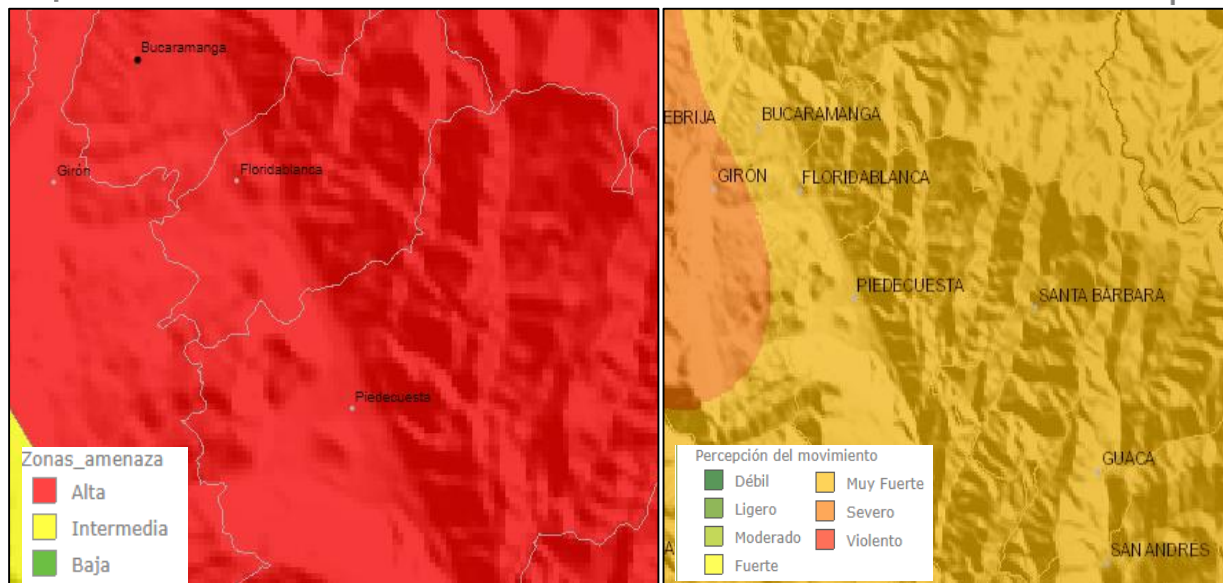 Bucaramanga
Girón
Floridablanca
Piedecuesta
Zonas_amenaza
Alta
Intermedia
Baja
EBRIJA
BUCARAMANGA
GIRÓN
FLORIDABLANCA
PIEDECUESTA
SANTA BÁRBARA
GUACA
SAN ANDRÉS
Percepción del movimiento
Débil
Ligero
Moderado
Fuerte
Muy Fuerte
Severo
Violento